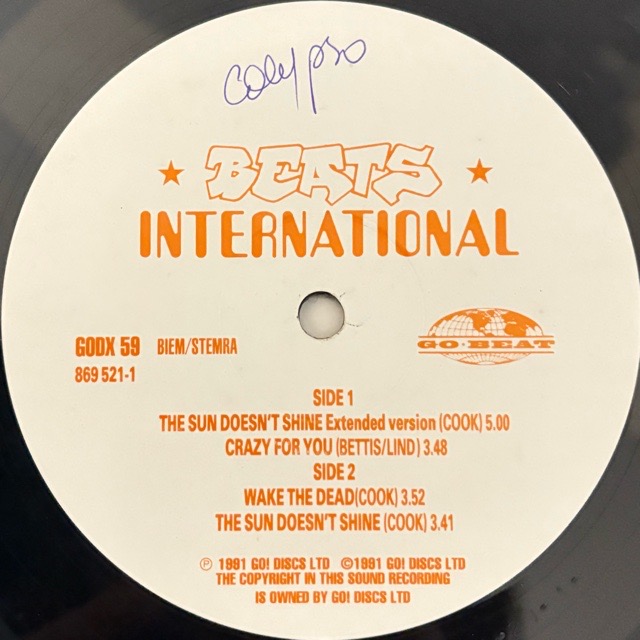 calypso
BEATS
INTERNATIONAL
GODX 59 BIEM/STEMRA
GO·BEAT
869 521-1
SIDE 1
THE SUN DOESN'T SHINE Extended version (COOK) 5.00
CRAZY FOR YOU (BETTIS/LIND) 3.48
SIDE 2
WAKE THE DEAD(COOK) 3.52
THE SUN DOESN'T SHINE (COOK) 3.41
Ⓟ 1991 GO! DISCS LTD ©1991 GO! DISCS LTD
THE COPYRIGHT IN THIS SOUND RECORDING
IS OWNED BY GO! DISCS LTD